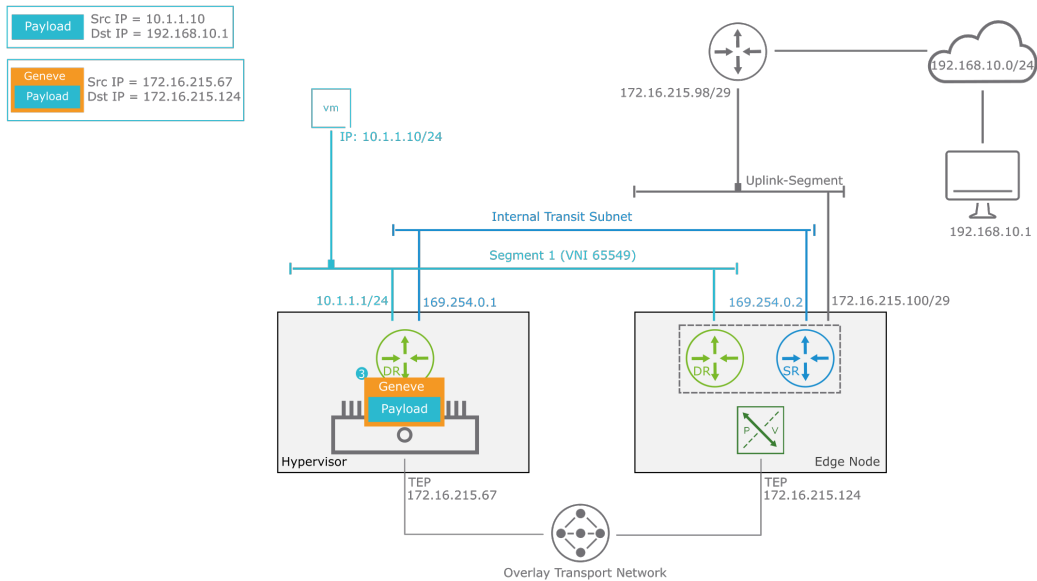 Payload
Src IP = 10.1.1.10
Dst IP = 192.168.10.1
Geneve
Payload
Src IP = 172.16.215.67
Dst IP = 172.16.215.124
vm
IP: 10.1.1.10/24
172.16.215.98/29
192.168.10.0/24
192.168.10.1
Uplink-Segment
Internal Transit Subnet
Segment 1 (VNI 65549)
10.1.1.1/24
169.254.0.1
169.254.0.2
172.16.215.100/29
DR
3
Geneve
Payload
Hypervisor
DR
SR
P
V
Edge Node
TEP
172.16.215.67
TEP
172.16.215.124
Overlay Transport Network